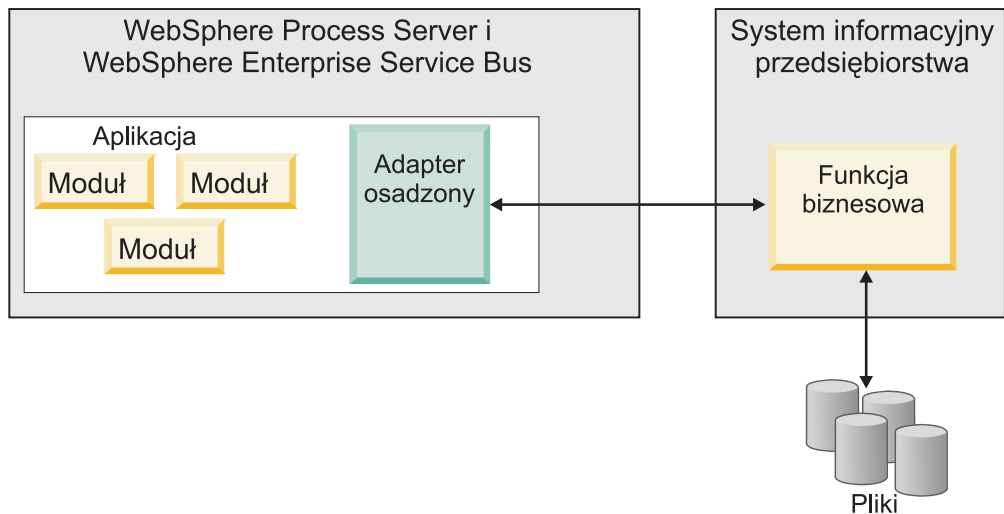 WebSphere Process Server i
WebSphere Enterprise Service Bus
Aplikacja
Moduł
Moduł
Moduł
Adapter
osadzony
System informacyjny
przedsiębiorstwa
Funkcja
biznesowa
Pliki